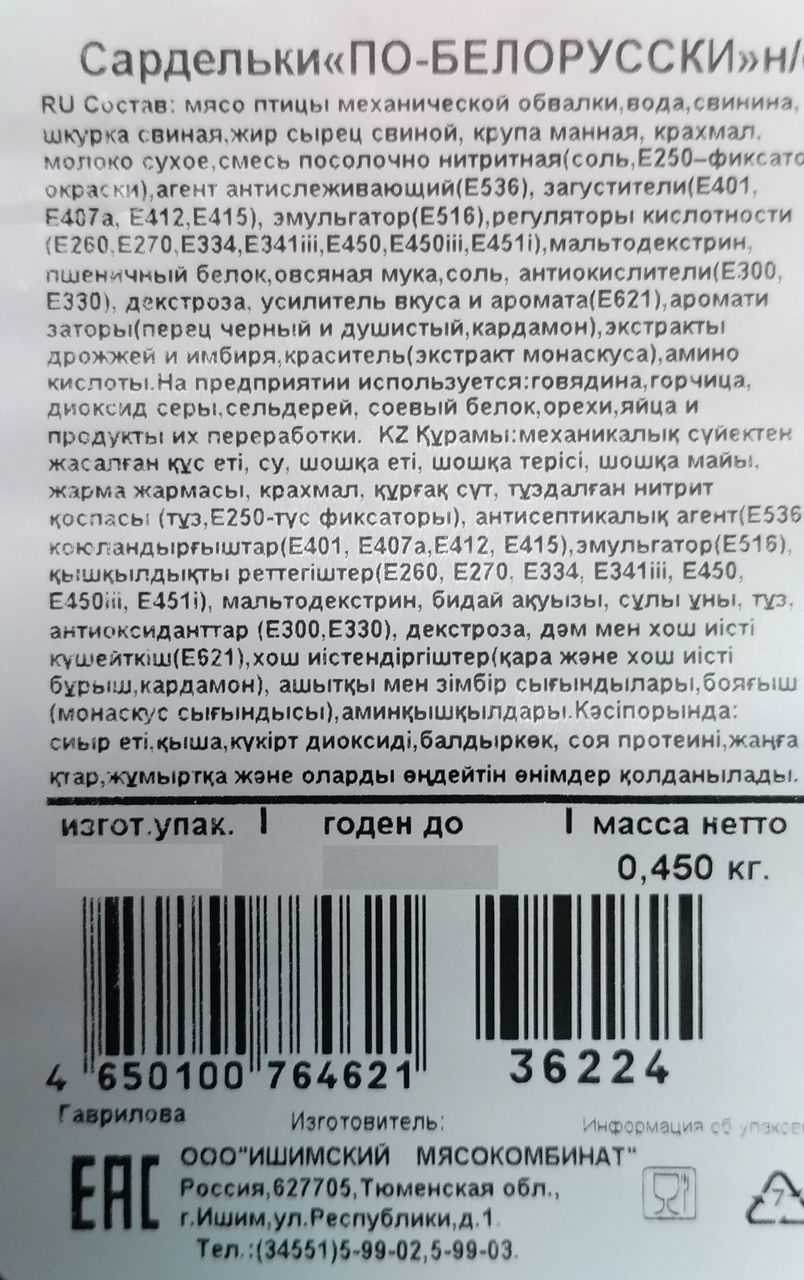 Сардельки«ПО-БЕЛОРУССКИ»н/
RU Состав: мясо птицы механической обвалки,вода,свинина,
шкурка свиная,жир сырец свиной, крупа манная, крахмал,
молоко сухое,смесь посолочно нитритная(соль,Е250–фиксато
окраски),агент антислеживающий(Е536), загустители(Е401,
Е407а, Е412,Е415), эмульгатор(Е516),регуляторы кислотности
(Е260,Е270,Е334,Е341iii,Е450,Е450iii,Е451i),мальтодекстрин,
пшеничный белок,овсяная мука,соль, антиокислители(Е300,
Е330), декстроза, усилитель вкуса и аромата(Е621),аромати
заторы(перец черный и душистый,кардамон),экстракты
дрожжей и имбиря,краситель(экстракт монаскуса),амино
кислоты.На предприятии используется:говядина,горчица,
диоксид серы,сельдерей, соевый белок,орехи,яйца и
продукты их переработки. KZ Құрамы:механикалық сүйектен
жасалған құс еті, су, шошқа еті, шошқа терісі, шошқа майы,
жарма жармасы, крахмал, құрғақ сүт, тұздалған нитрит
қоспасы (тұз,Е250-түс фиксаторы), антисептикалық агент(Е536
коюландырғыштар(Е401, Е407а,Е412, Е415),эмульгатор(Е516),
қышқылдықты реттегіштер(Е260, Е270, Е334, Е341iii, Е450,
Е450iii, Е451i), мальтодекстрин, бидай ақуызы, сұлы ұны, тұз,
антиоксиданттар (Е300,Е330), декстроза, дәм мен хош иісті
күшейткіш(Е621),хош иістендіргіштер(қара және хош иісті
бұрыш,кардамон), ашытқы мен зімбір сығындылары,бояғыш
(монаскус сығындысы),аминқышқылдары.Кәсіпорында:
сиыр еті,қыша,күкірт диоксиді,балдыркөк, соя протеині,жаңға
қтар,жұмыртқа және оларды өңдейтін өнімдер қолданылады.
изгот.упак. | годен до | масса нетто
0,450 кг.
4 650100 764621
36224
Гаврилова
Изготовитель:
Информация об упаков
ЕАС
ООО"ИШИМСКИЙ МЯСОКОМБИНАТ"
Россия,627705,Тюменская обл.,
г.Ишим,ул.Республики,д.1.
Тел.:(34551)5-99-02,5-99-03.
7